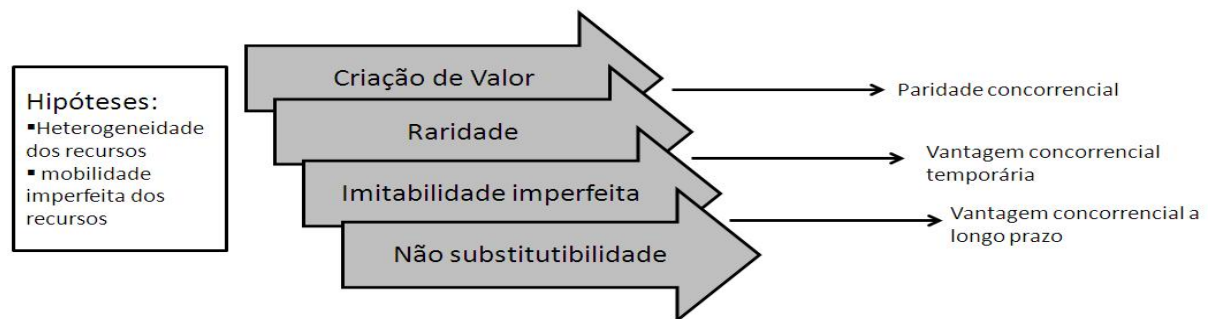 Hipóteses:
▪Heterogeneidade
dos recursos
▪ mobilidade
imperfeita dos
recursos
Criação de Valor
Raridade
Imitabilidade imperfeita
Não substitutibilidade
Paridade concorrencial
Vantagem concorrencial
temporária
Vantagem concorrencial a
longo prazo